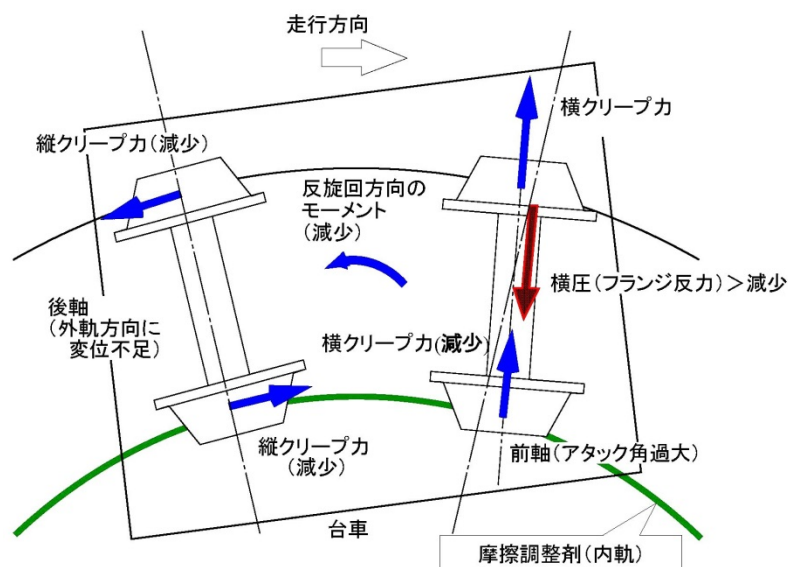 走行方向
横クリープ力
縦クリープ力(減少)
反旋回方向の
モーメント
(減少)
横圧(フランジ反力)＞減少
後軸
(外軌方向に
変位不足)
横クリープ力(減少)
縦クリープ力
(減少)
前軸(アタック角過大)
台車
摩擦調整剤(内軌)